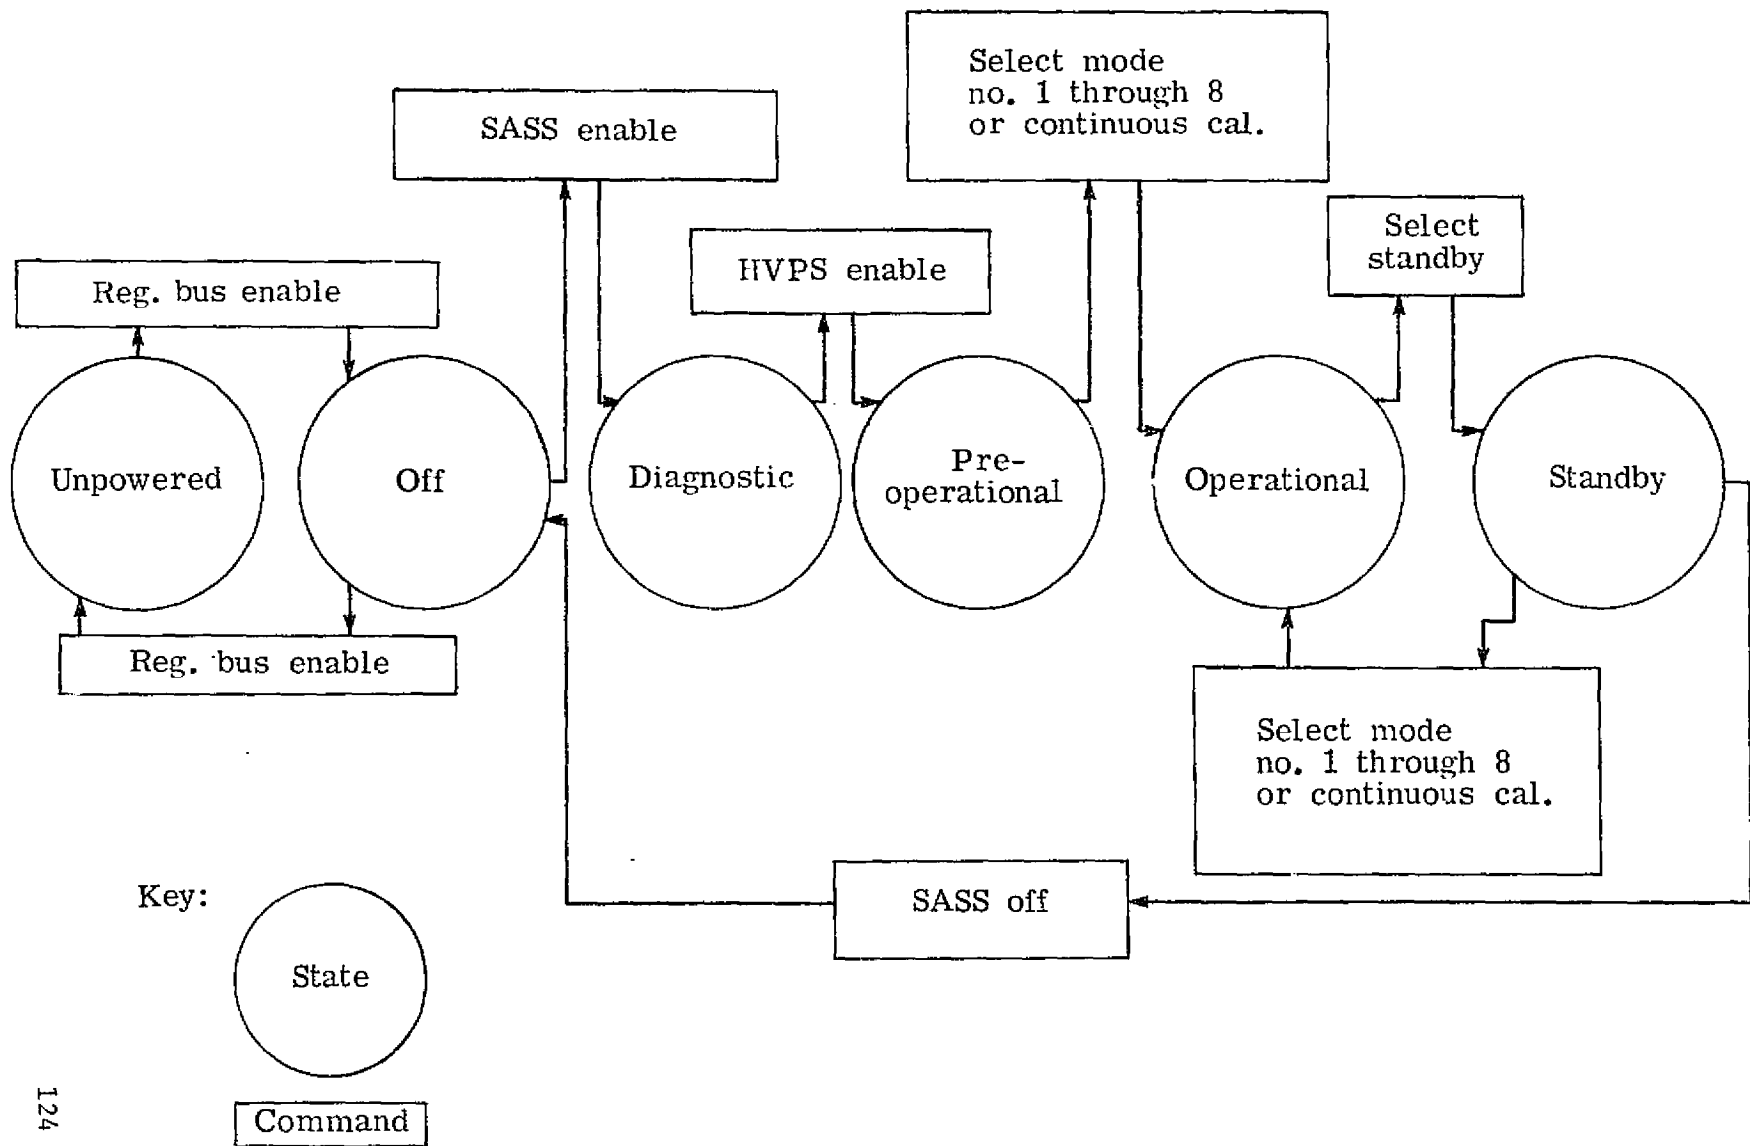 Select mode
no. 1 through 8
or continuous cal.
SASS enable
Select
standby
HVPS enable
Reg. bus enable
Unpowered
Off
Diagnostic
Pre-
operational
Operational
Standby
Reg. bus enable
Select mode
no. 1 through 8
or continuous cal.
SASS off
Key:
State
Command
124